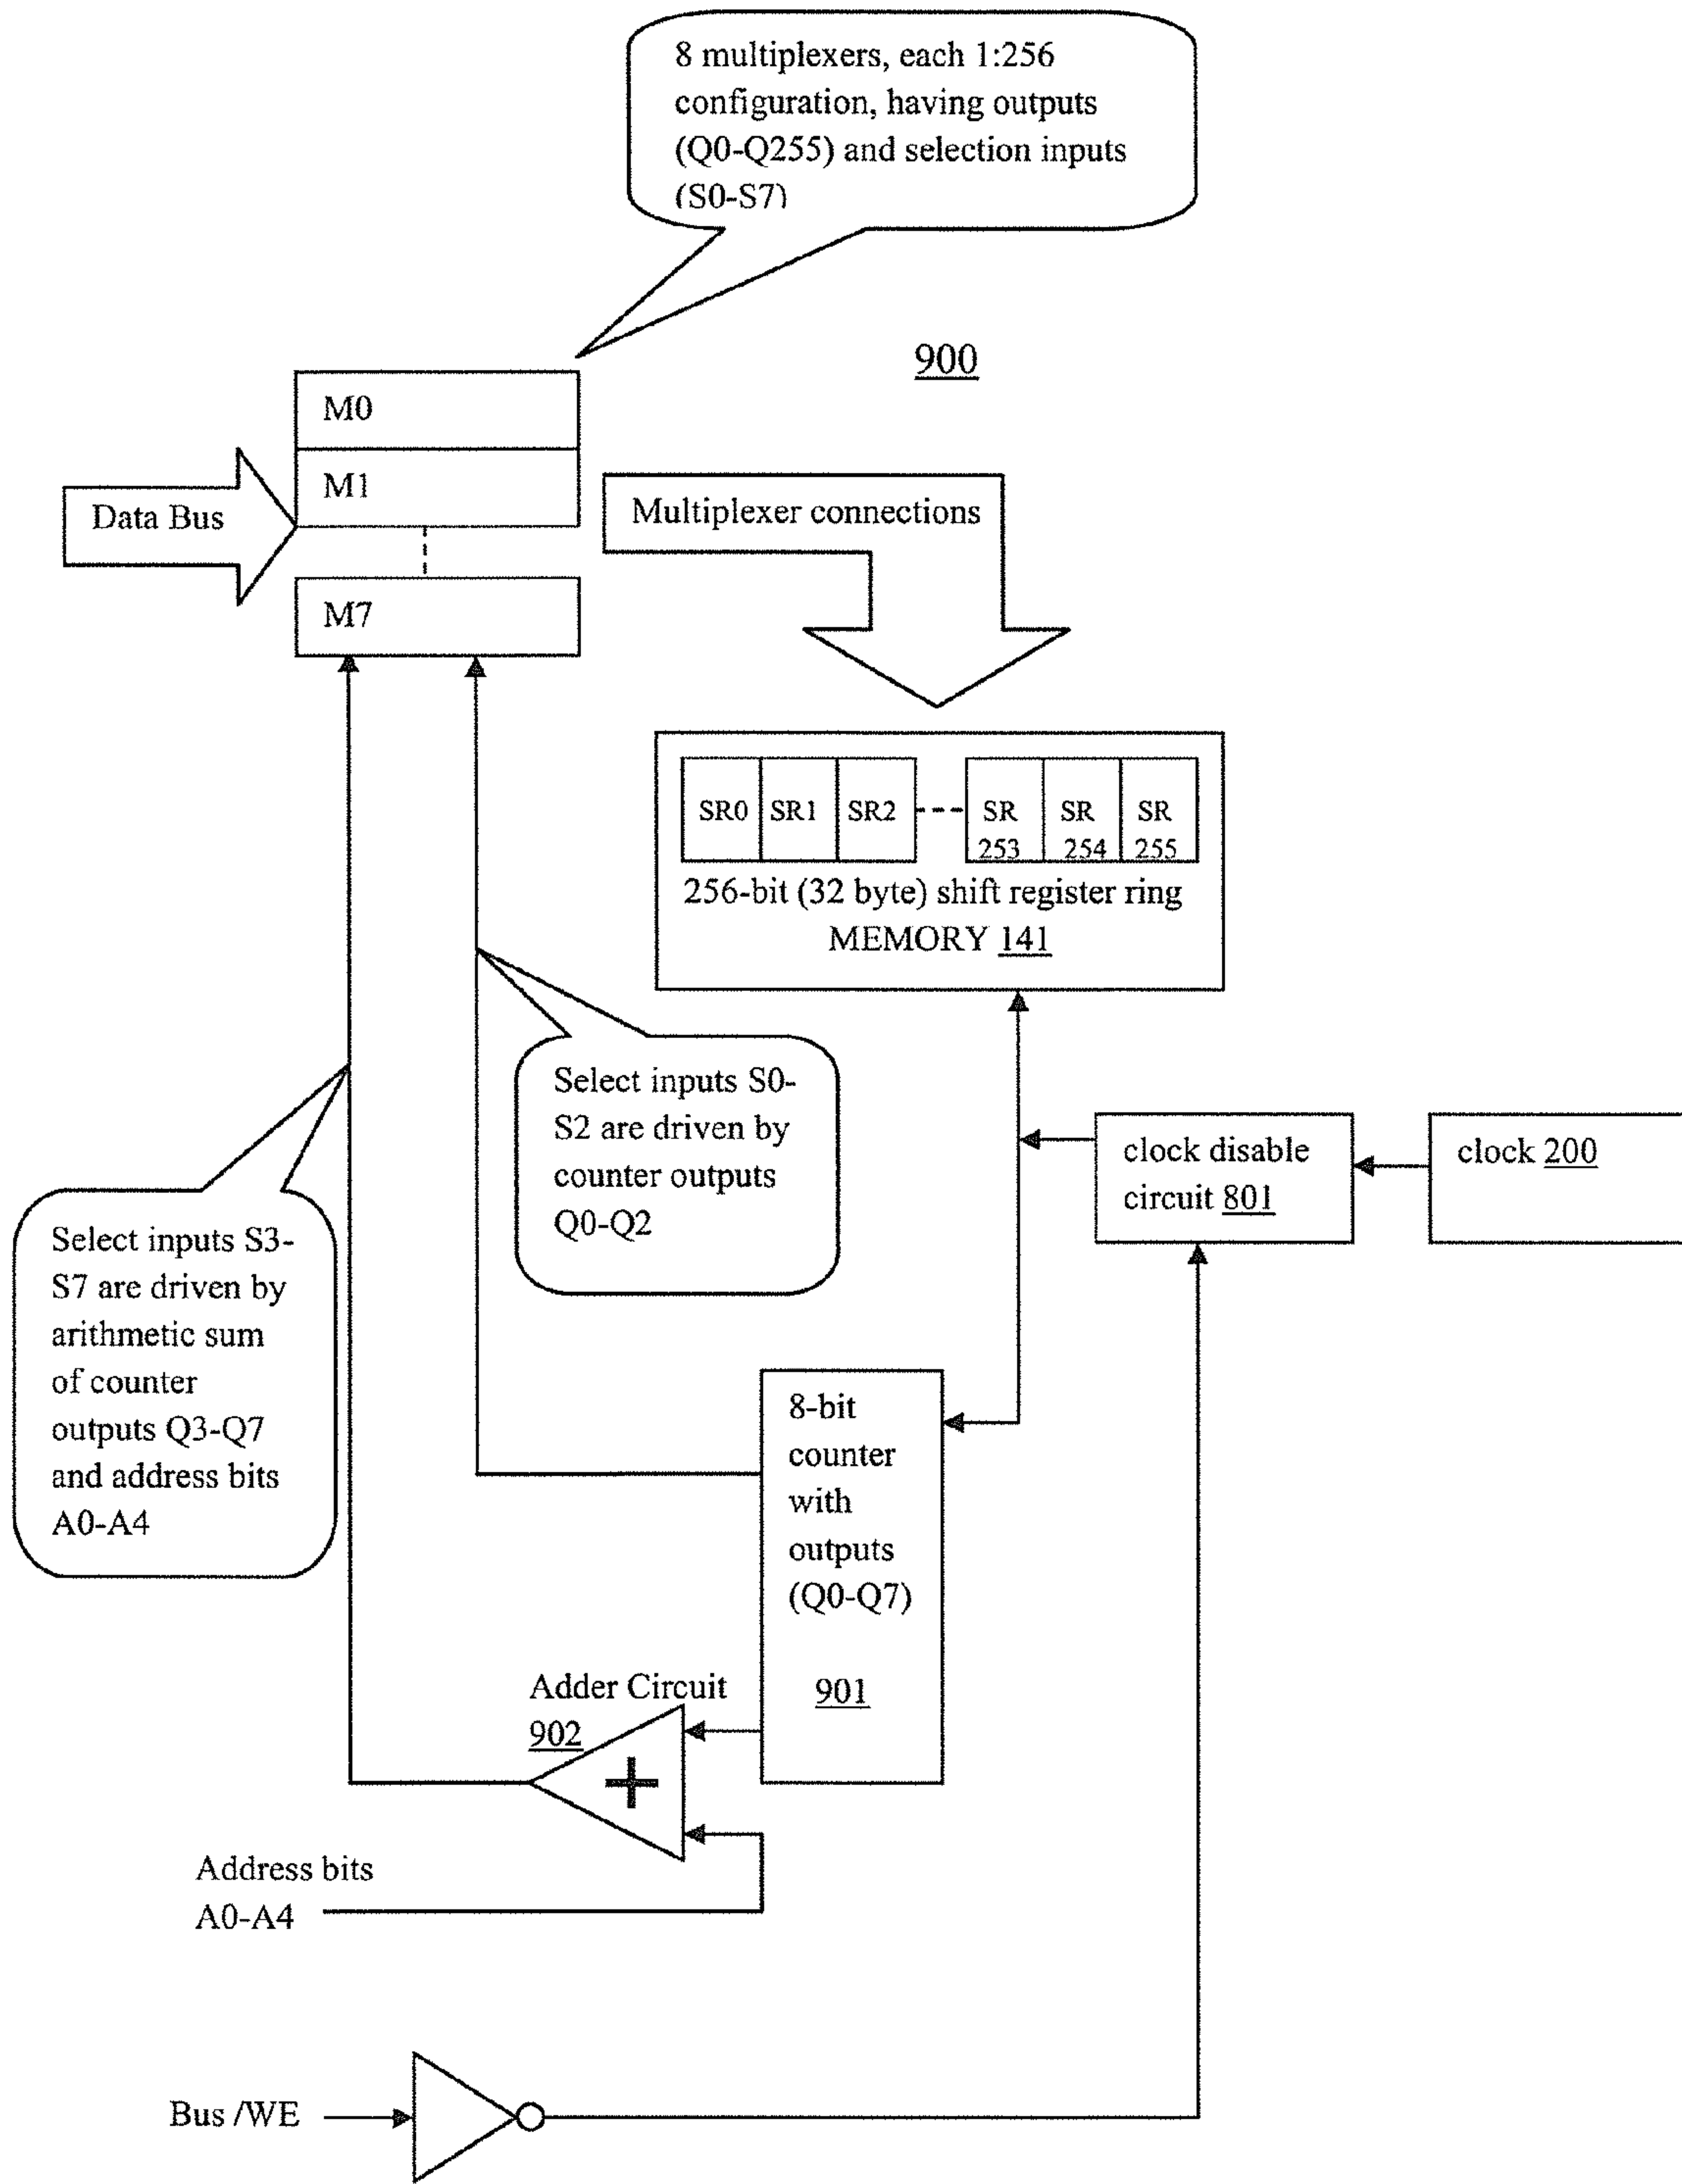 8 multiplexers, each 1:256
configuration, having outputs
(Q0-Q255) and selection inputs
(S0-S7)
900
M0
M1
M7
Data Bus
Multiplexer connections
SR0 SR1 SR2 SR 253 SR 254 SR 255
256-bit (32 byte) shift register ring
MEMORY 141
Select inputs S0-
S2 are driven by
counter outputs
Q0-Q2
clock disable
circuit 801
clock 200
Select inputs S3-
S7 are driven by
arithmetic sum
of counter
outputs Q3-Q7
and address bits
A0-A4
8-bit
counter
with
outputs
(Q0-Q7)
901
Adder Circuit
902
+
Address bits
A0-A4
Bus /WE